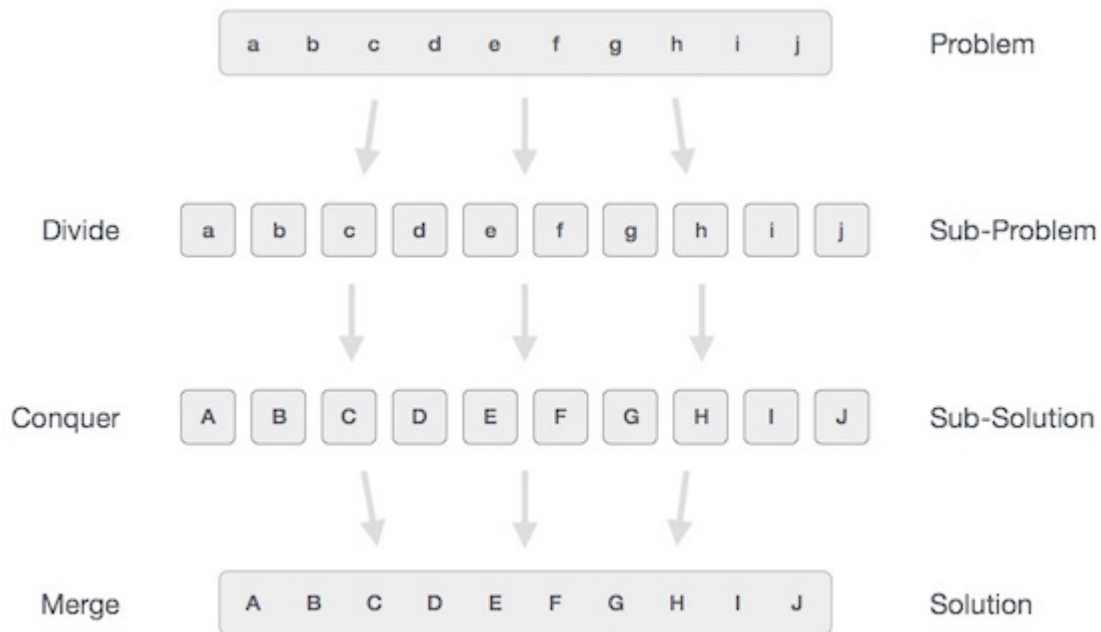 a b c d e f g h i j Problem
Divide a b c d e f g h i j Sub-Problem
Conquer A B C D E F G H I J Sub-Solution
Merge A B C D E F G H I J Solution